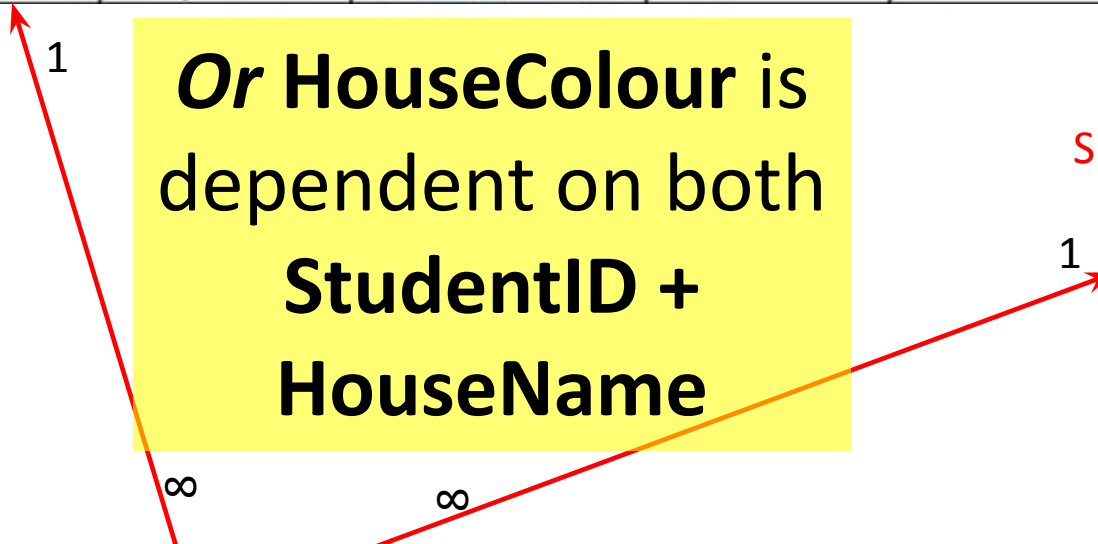 1
Or HouseColour is
dependent on both
StudentID +
HouseName
S
1
∞
∞